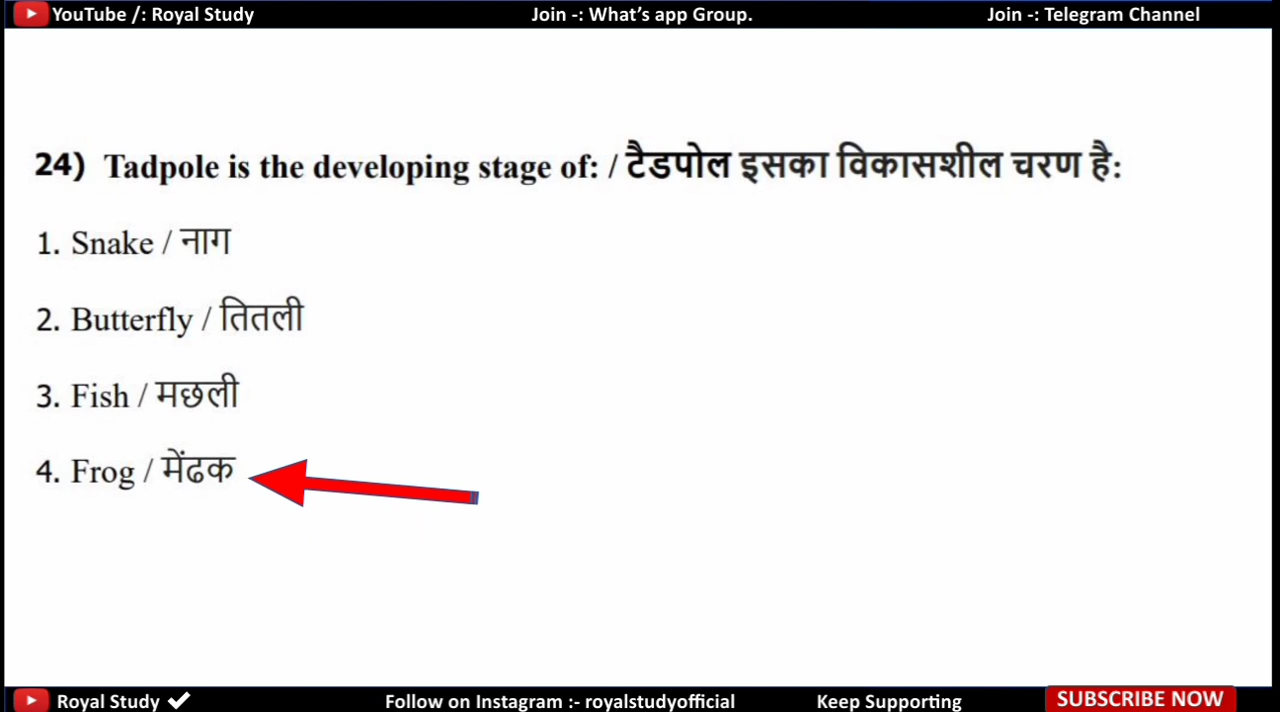 YouTube /: Royal Study Join -: What's app Group. Join -: Telegram Channel
24) Tadpole is the developing stage of: / टैडपोल इसका विकासशील चरण है:
1. Snake / नाग
2. Butterfly / तितली
3. Fish / मछली
4. Frog / मेंढक
Royal Study Follow on Instagram :- royalstudyofficial Keep Supporting SUBSCRIBE NOW